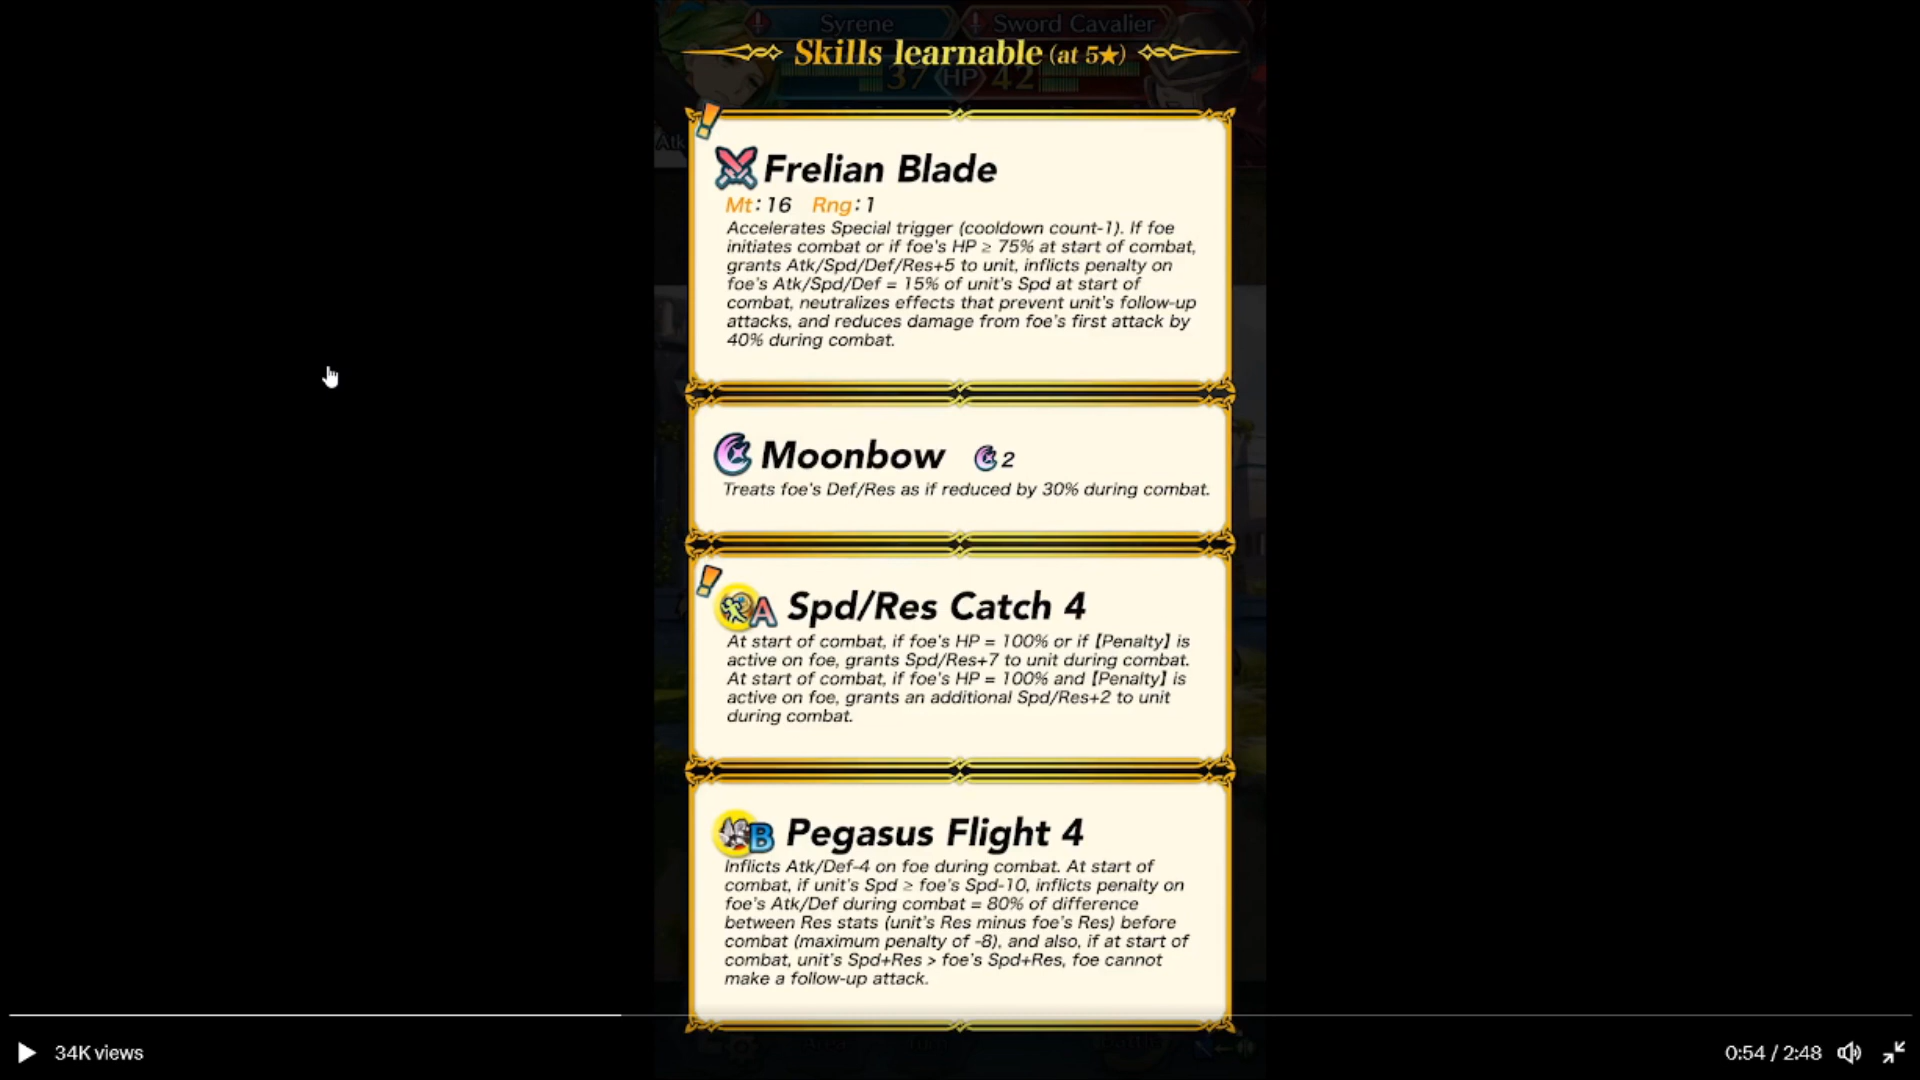 Syrene Sword Cavalier
Skills learnable (at 5★)
37 HP 42
Atk
Frelian Blade
Mt: 16 Rng: 1
Accelerates Special trigger (cooldown count-1). If foe
initiates combat or if foe's HP ≥ 75% at start of combat,
grants Atk/Spd/Def/Res+5 to unit, inflicts penalty on
foe's Atk/Spd/Def = 15% of unit's Spd at start of
combat, neutralizes effects that prevent unit's follow-up
attacks, and reduces damage from foe's first attack by
40% during combat.
Moonbow 2
Treats foe's Def/Res as if reduced by 30% during combat.
A Spd/Res Catch 4
At start of combat, if foe's HP = 100% or if【Penalty】is
active on foe, grants Spd/Res+7 to unit during combat.
At start of combat, if foe's HP = 100% and【Penalty】is
active on foe, grants an additional Spd/Res+2 to unit
during combat.
B Pegasus Flight 4
Inflicts Atk/Def-4 on foe during combat. At start of
combat, if unit's Spd ≥ foe's Spd-10, inflicts penalty on
foe's Atk/Def during combat = 80% of difference
between Res stats (unit's Res minus foe's Res) before
combat (maximum penalty of -8), and also, if at start of
combat, unit's Spd+Res > foe's Spd+Res, foe cannot
make a follow-up attack.
34K views
0:54 / 2:48